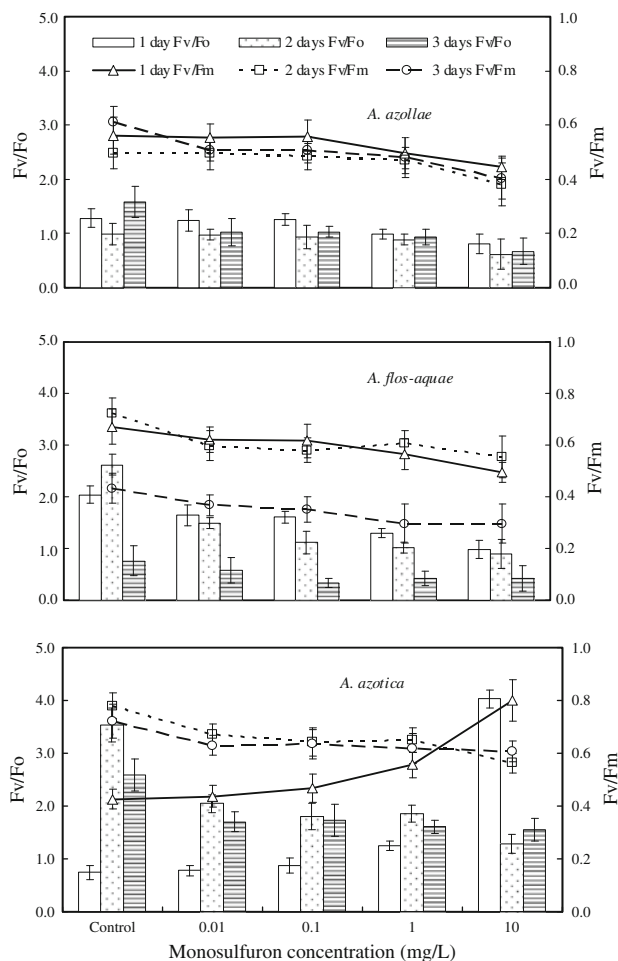 5.0 1.0
1 day Fv/Fo 2 days Fv/Fo 3 days Fv/Fo
1 day Fv/Fm 2 days Fv/Fm 3 days Fv/Fm
4.0 0.8
A. azollae
3.0 0.6
Fv/Fo Fv/Fm
2.0 0.4
1.0 0.2
0.0 0.0
5.0 1.0
A. flos-aquae
4.0 0.8
3.0 0.6
Fv/Fo Fv/Fm
2.0 0.4
1.0 0.2
0.0 0.0
5.0 1.0
A. azotica
4.0 0.8
3.0 0.6
Fv/Fo Fv/Fm
2.0 0.4
1.0 0.2
0.0 0.0
Control 0.01 0.1 1 10
Monosulfuron concentration (mg/L)